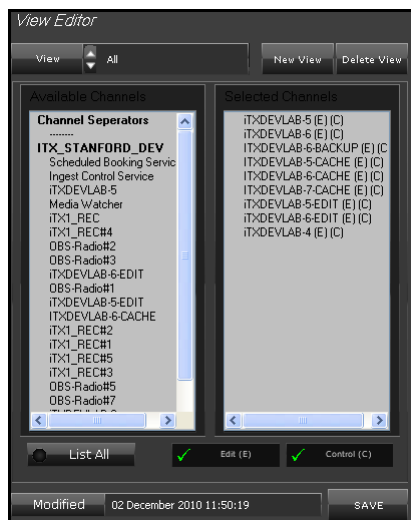 View Editor
View
All
New View
Delete View
Available Channels
Channel Seperators
--------
ITX_STANFORD_DEV
Scheduled Booking Servic
Ingest Control Service
iTXDEVLAB-5
Media Watcher
iTX1_REC
iTX1_REC#4
OBS-Radio#2
OBS-Radio#3
iTXDEVLAB-6-EDIT
OBS-Radio#1
iTXDEVLAB-5-EDIT
ITXDEVLAB-6-CACHE
ITX1_REC#2
iTX1_REC#1
iTX1_REC#5
iTX1_REC#3
OBS-Radio#5
OBS-Radio#7
Selected Channels
iTXDEVLAB-5 (E) (C)
iTXDEVLAB-6 (E) (C)
ITXDEVLAB-6-BACKUP (E) (C
ITXDEVLAB-5-CACHE (E) (C)
ITXDEVLAB-6-CACHE (E) (C)
ITXDEVLAB-7-CACHE (E) (C)
iTXDEVLAB-5-EDIT (E) (C)
iTXDEVLAB-6-EDIT (E) (C)
iTXDEVLAB-4 (E) (C)
List All
Edit (E)
Control (C)
Modified
02 December 2010 11:50:19
SAVE